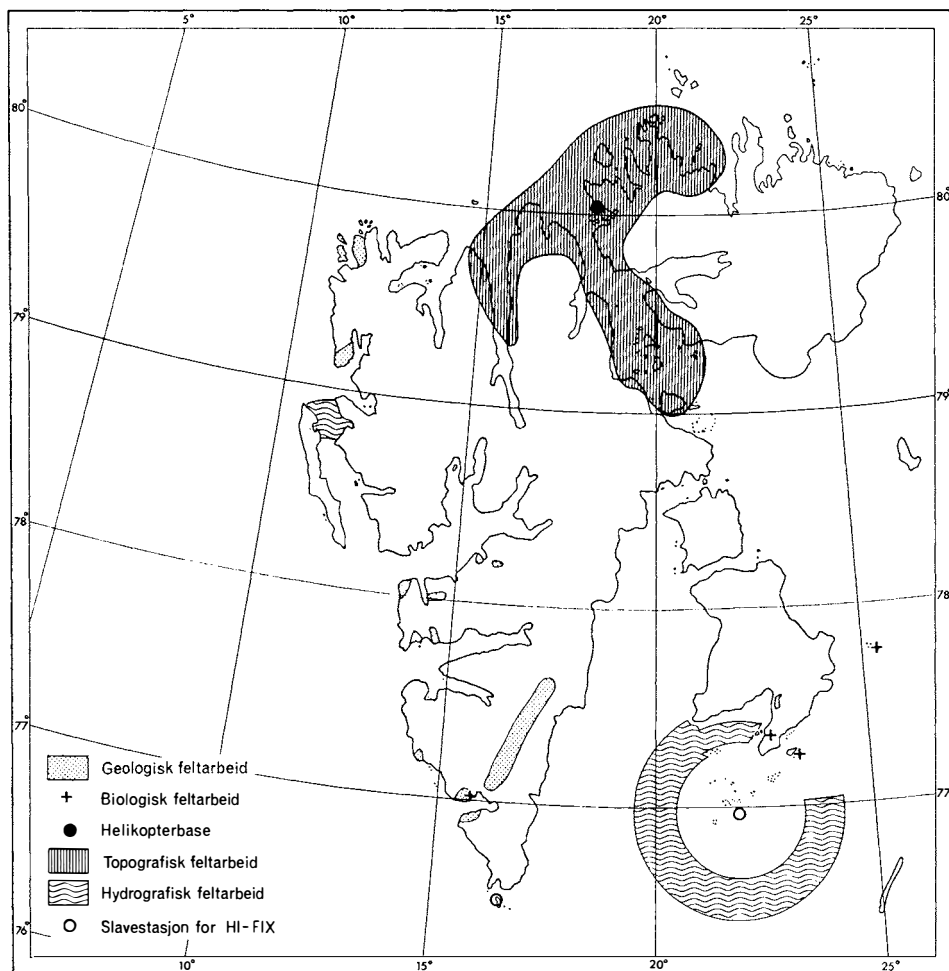 5° 10° 15° 20° 25°
80°
80°
79°
79°
78°
78°
77°
77°
76°
Geologisk feltarbeid
Biologisk feltarbeid
Helikopterbase
Topografisk feltarbeid
Hydrografisk feltarbeid
Slavestasjon for HI-FIX
10° 15° 20° 25°